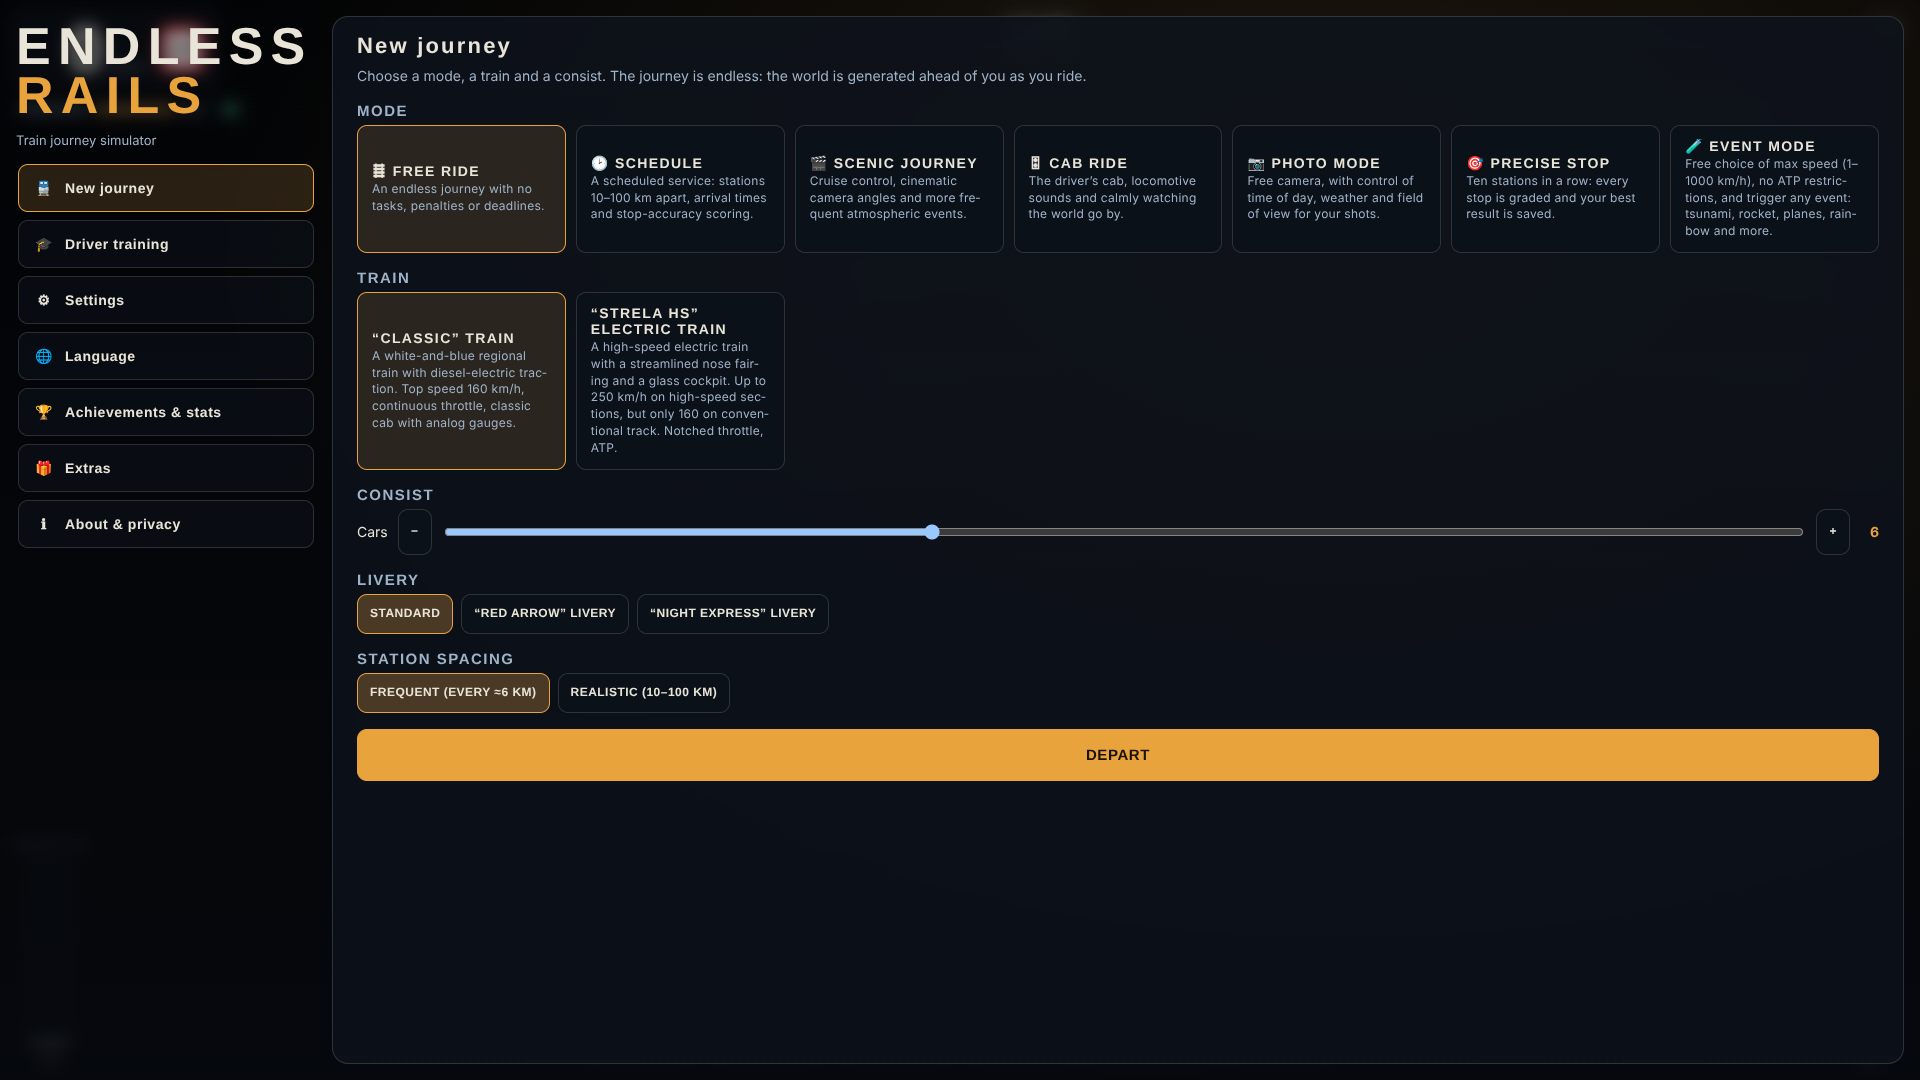 ENDLESS
RAILS
Train journey simulator
New journey
Driver training
Settings
Language
Achievements & stats
Extras
About & privacy
New journey
Choose a mode, a train and a consist. The journey is endless: the world is generated ahead of you as you ride.
MODE
FREE RIDE
An endless journey with no
tasks, penalties or deadlines.
SCHEDULE
A scheduled service: stations
10–100 km apart, arrival times
and stop-accuracy scoring.
SCENIC JOURNEY
Cruise control, cinematic
camera angles and more fre-
quent atmospheric events.
CAB RIDE
The driver’s cab, locomotive
sounds and calmly watching
the world go by.
PHOTO MODE
Free camera, with control of
time of day, weather and field
of view for your shots.
PRECISE STOP
Ten stations in a row: every
stop is graded and your best
result is saved.
EVENT MODE
Free choice of max speed (1–
1000 km/h), no ATP restric-
tions, and trigger any event:
tsunami, rocket, planes, rain-
bow and more.
TRAIN
“CLASSIC” TRAIN
A white-and-blue regional
train with diesel-electric trac-
tion. Top speed 160 km/h,
continuous throttle, classic
cab with analog gauges.
“STRELA HS”
ELECTRIC TRAIN
A high-speed electric train
with a streamlined nose fair-
ing and a glass cockpit. Up to
250 km/h on high-speed sec-
tions, but only 160 on conven-
tional track. Notched throttle,
ATP.
CONSIST
Cars − + 6
LIVERY
STANDARD
“RED ARROW” LIVERY
“NIGHT EXPRESS” LIVERY
STATION SPACING
FREQUENT (EVERY ≈6 KM)
REALISTIC (10–100 KM)
DEPART